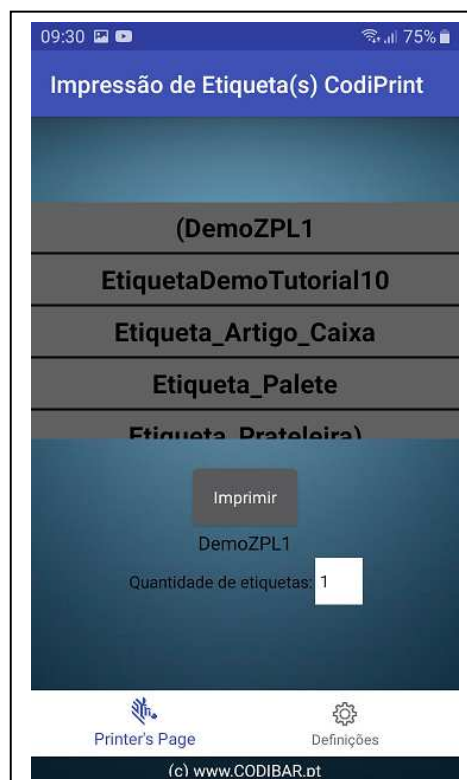 09:30 75%
Impressão de Etiqueta(s) CodiPrint
(DemoZPL1
EtiquetaDemoTutorial10
Etiqueta_Artigo_Caixa
Etiqueta_Palete
Etiqueta_Prateleira)
Imprimir
DemoZPL1
Quantidade de etiquetas: 1
Printer's Page Definições
(c) www.CODIBAR.pt